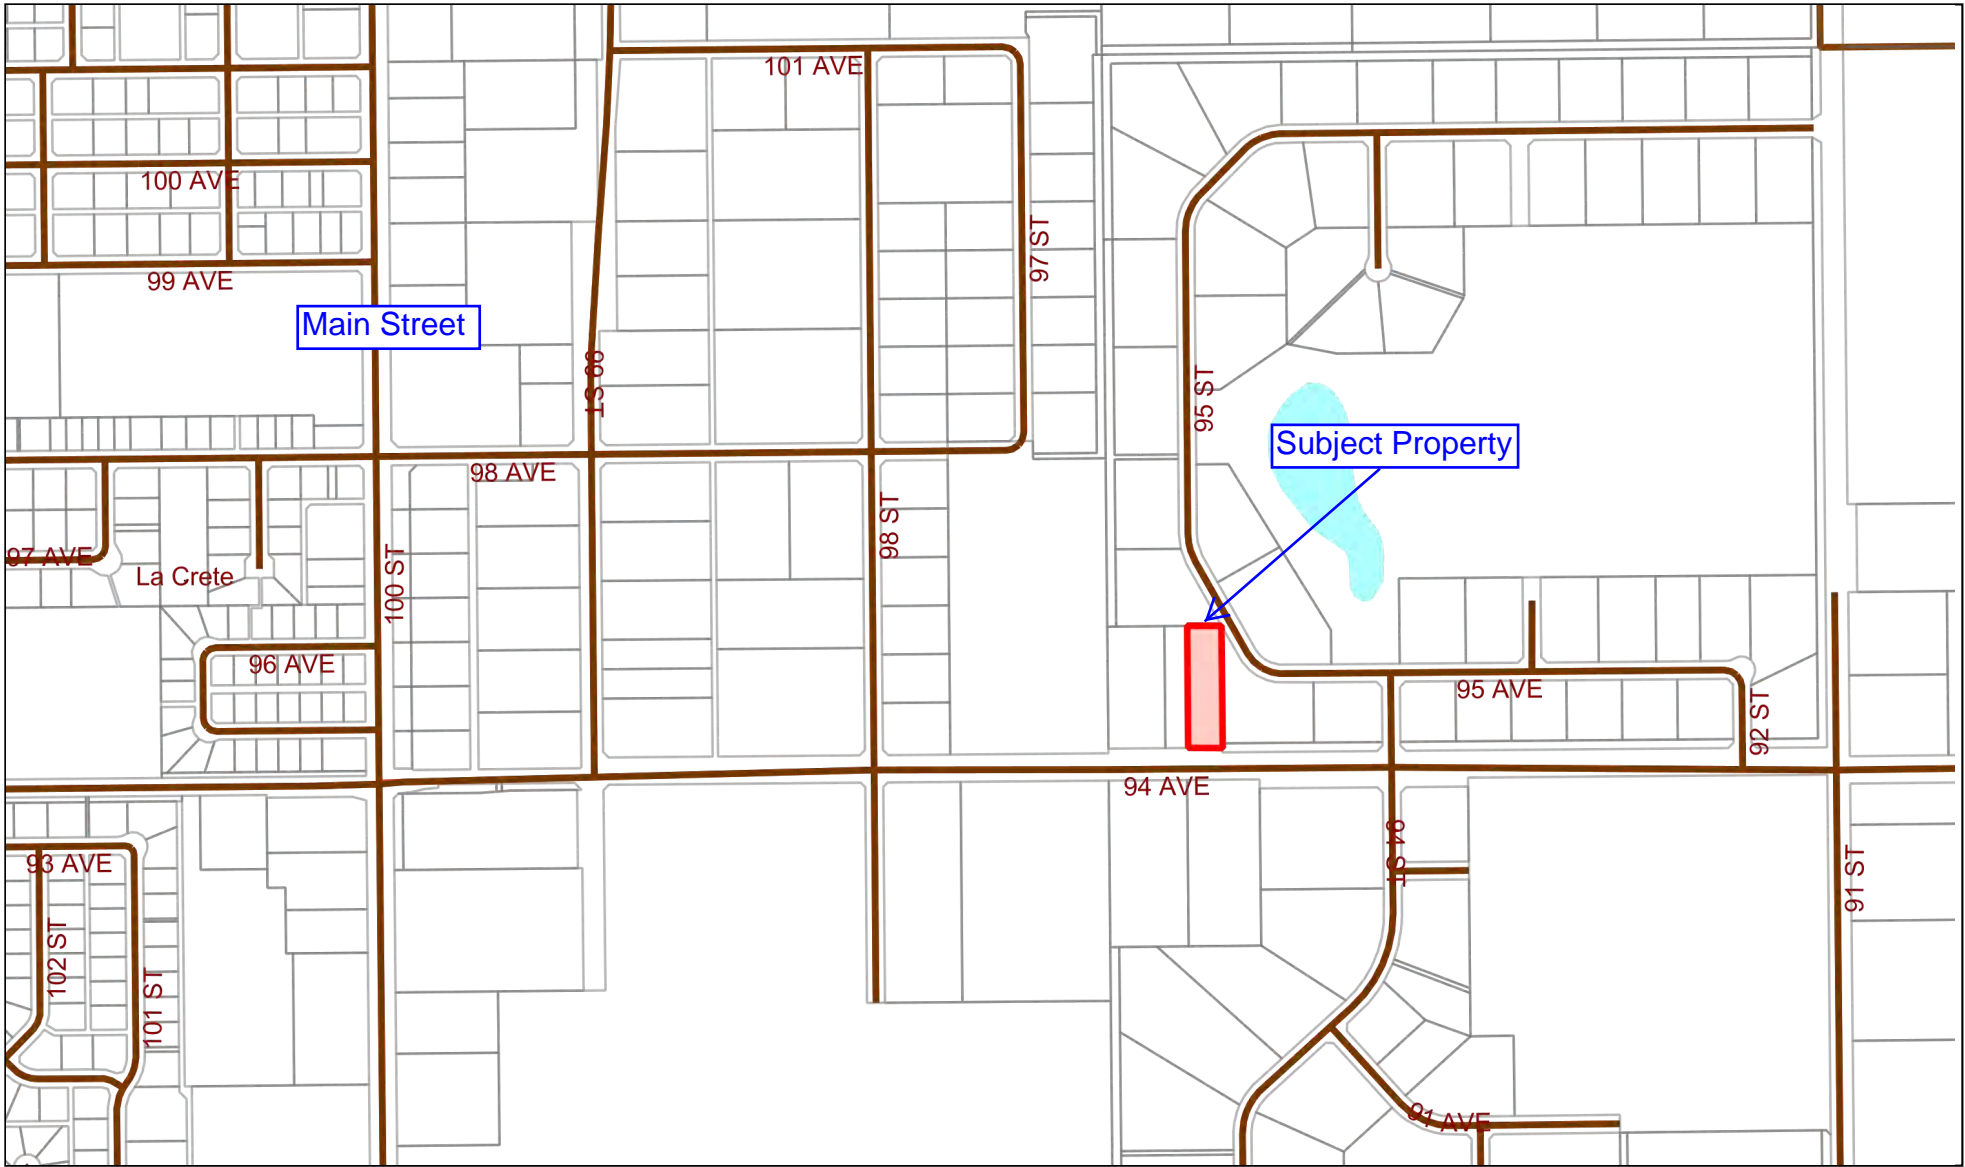 101 AVE
100 AVE
97 ST
99 AVE
Main Street
99 ST
95 ST
Subject Property
98 AVE
98 ST
97 AVE
La Crete
100 ST
96 AVE
95 AVE
92 ST
94 AVE
94 ST
93 AVE
91 ST
102 ST
101 ST
91 AVE